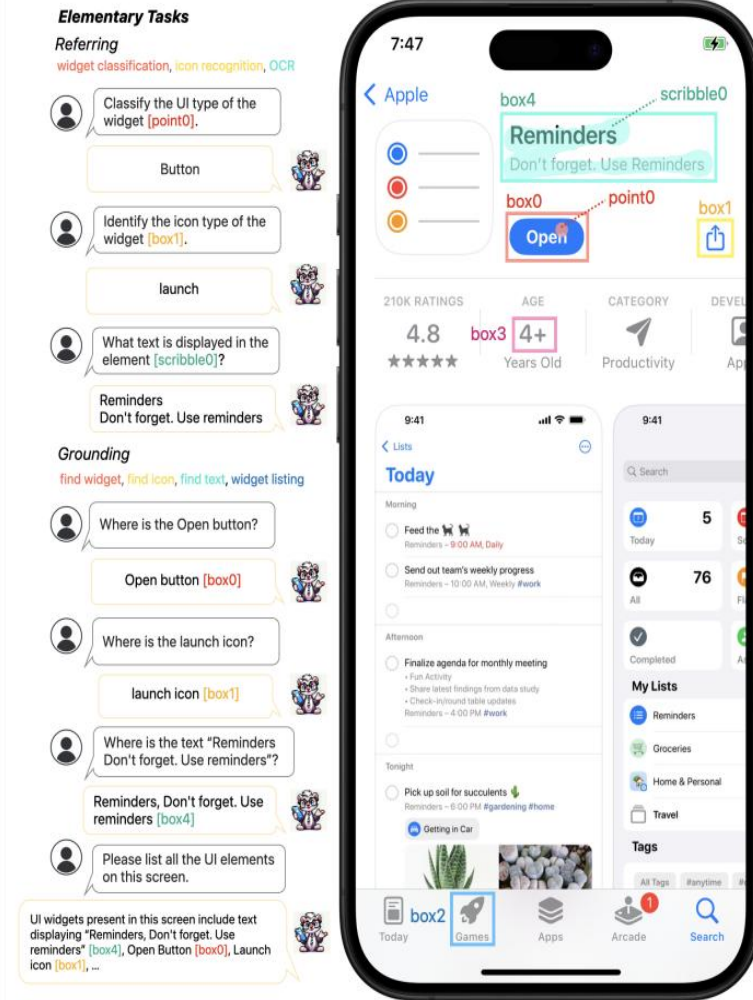 Elementary Tasks
Referring
widget classification, icon recognition, OCR
Classify the UI type of the
widget [point0].
Button
Identify the icon type of the
widget [box1].
launch
What text is displayed in the
element [scribble0]?
Reminders
Don't forget. Use reminders
Grounding
find widget, find icon, find text, widget listing
Where is the Open button?
Open button [box0]
Where is the launch icon?
launch icon [box1]
Where is the text “Reminders
Don't forget. Use reminders”?
Reminders, Don't forget. Use
reminders [box4]
Please list all the UI elements
on this screen.
UI widgets present in this screen include text
displaying “Reminders, Don't forget. Use
reminders” [box4], Open Button [box0], Launch
icon [box1], ...
7:47
Apple
box4
scribble0
Reminders
Don't forget. Use Reminders
box0
point0
box1
Open
210K RATINGS
4.8
AGE
box3
4+
Years Old
CATEGORY
Productivity
DEVEL
App
9:41
Lists
Today
Morning
Feed the
Reminders – 9:00 AM, Daily
Send out team's weekly progress
Reminders – 10:00 AM, Weekly #work
Afternoon
Finalize agenda for monthly meeting
• Fun Activity
• Share latest findings from data study
• Check-in/round table updates
Reminders – 4:00 PM #work
Tonight
Pick up soil for succulents
Reminders – 6:00 PM #gardening #home
Getting in Car
9:41
Search
5
Today
76
All
Completed
My Lists
Reminders
Groceries
Home & Personal
Travel
Tags
All Tags
#anytime
box2
Today
Games
Apps
1
Arcade
Search